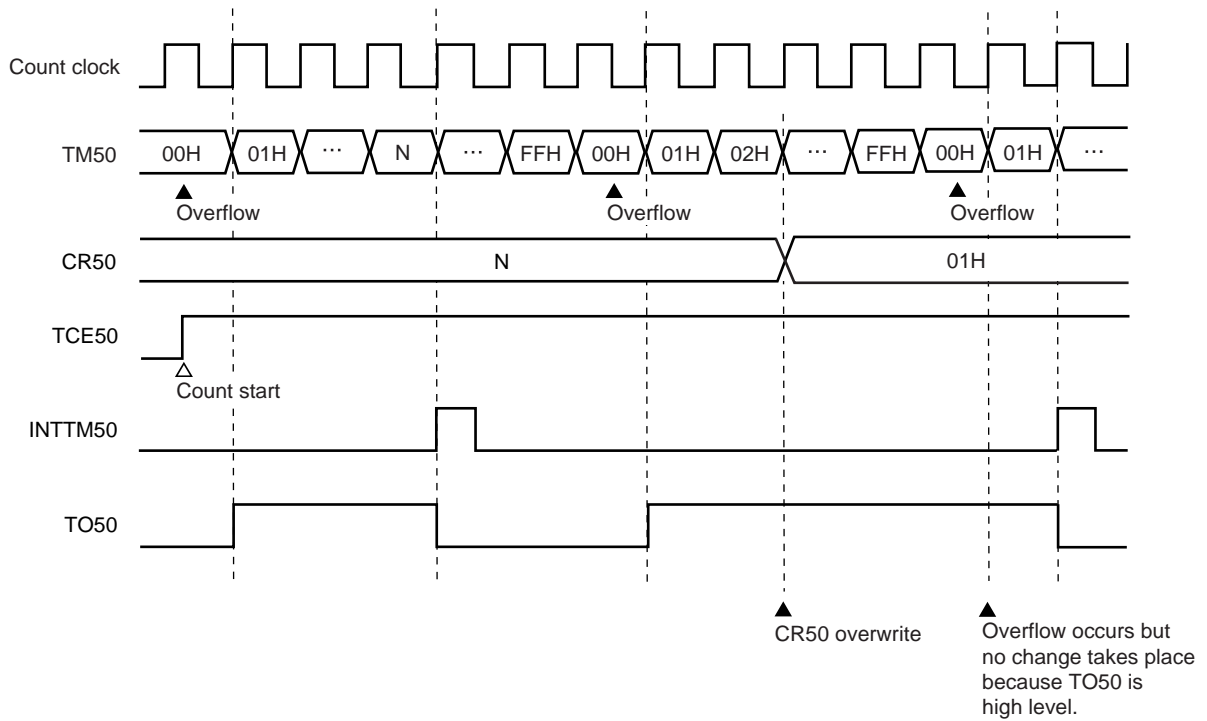 Count clock
TM50 00H 01H ... N ... FFH 00H 01H 02H ... FFH 00H 01H ...
Overflow Overflow Overflow
CR50 N 01H
TCE50
Count start
INTTM50
TO50
CR50 overwrite
Overflow occurs but
no change takes place
because TO50 is
high level.